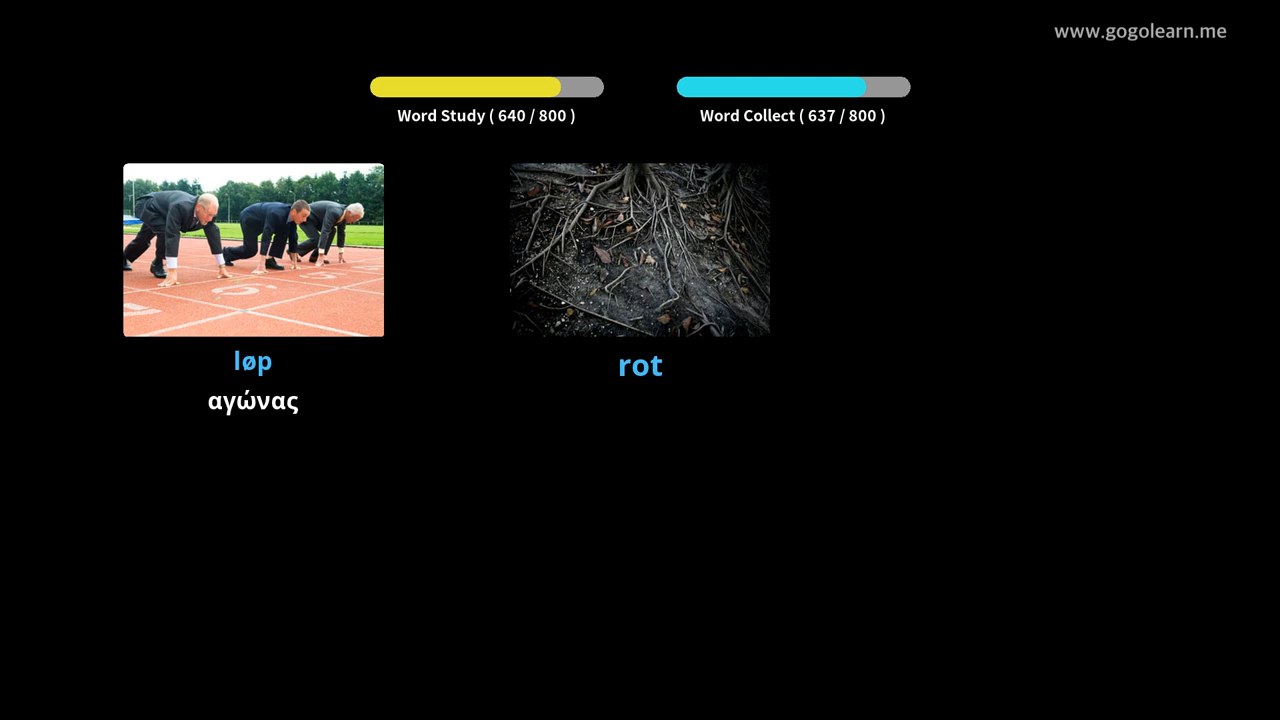 www.gogolearn.me
Word Study ( 640 / 800 )
Word Collect ( 637 / 800 )
løp
αγώνας
rot